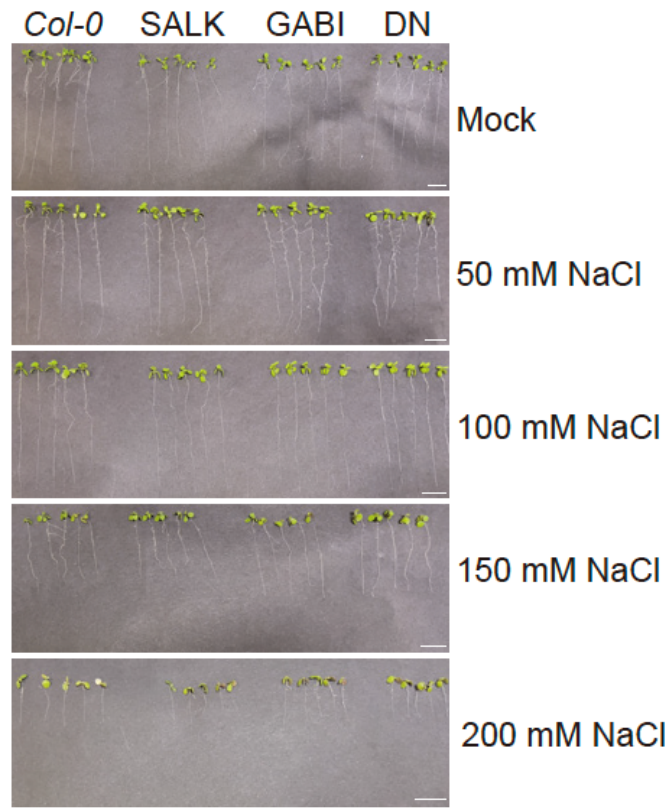 Col-0 SALK GABI DN
Mock
50 mM NaCl
100 mM NaCl
150 mM NaCl
200 mM NaCl